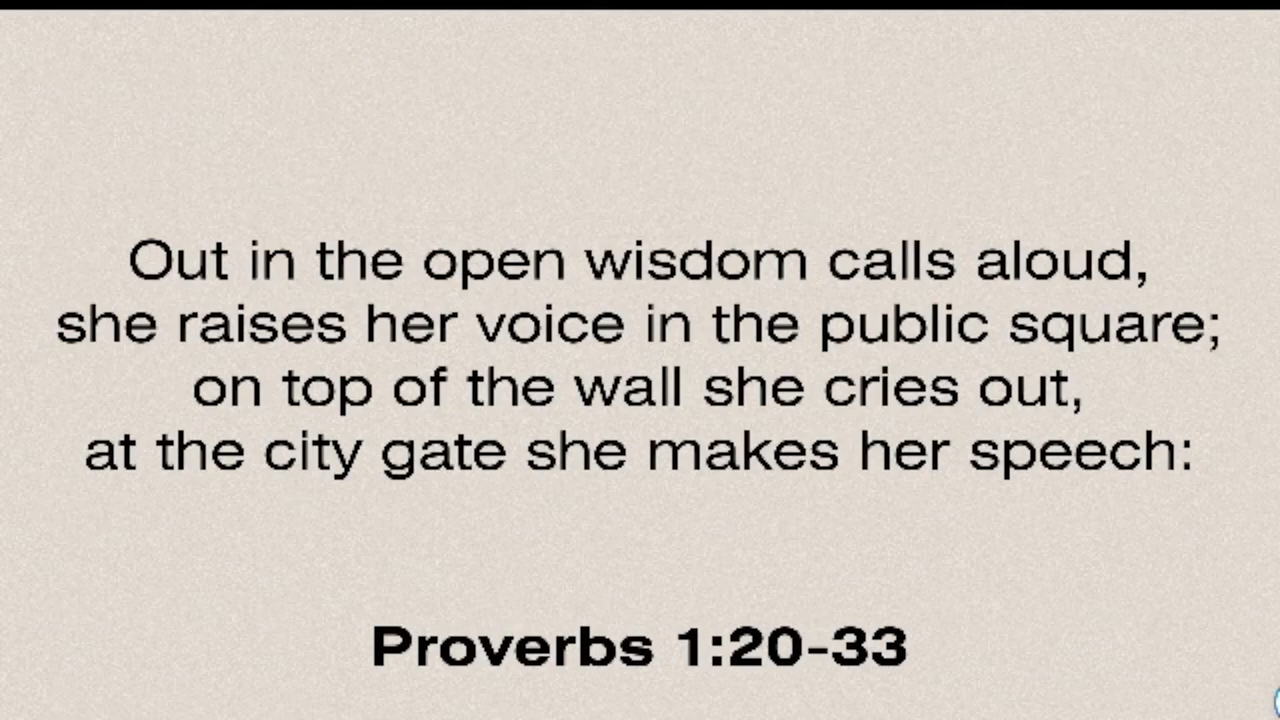 Out in the open wisdom calls aloud,
she raises her voice in the public square;
on top of the wall she cries out,
at the city gate she makes her speech:
Proverbs 1:20-33